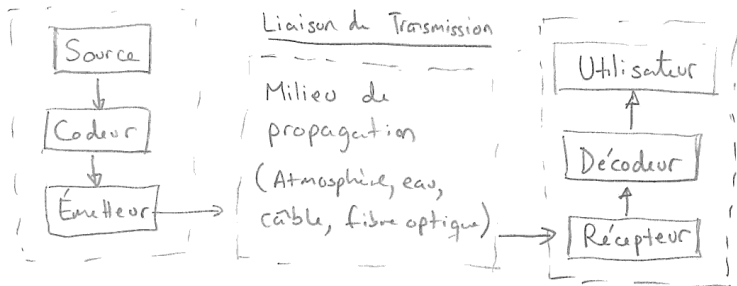 Liaison de Transmission
Source
Codeur
Émetteur
Milieu de
propagation
(Atmosphère, eau,
câble, fibre optique)
Utilisateur
Décodeur
Récepteur